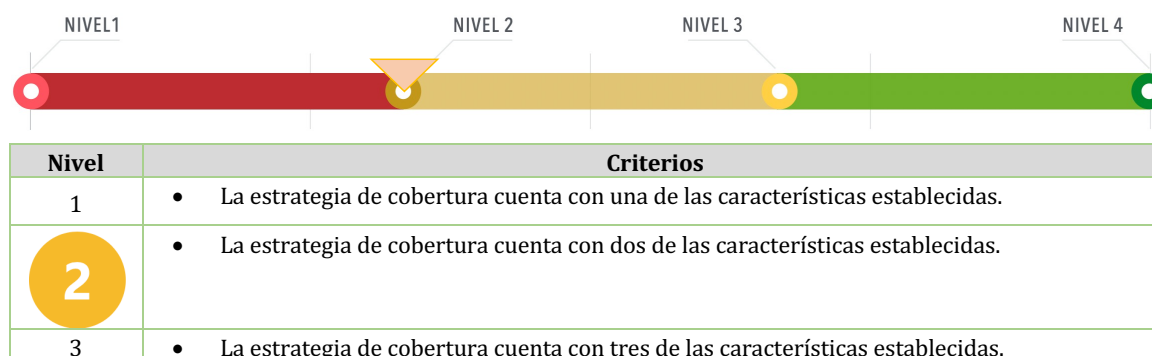 NIVEL1 NIVEL 2 NIVEL 3 NIVEL 4
Nivel Criterios
1 • La estrategia de cobertura cuenta con una de las características establecidas.
2 • La estrategia de cobertura cuenta con dos de las características establecidas.
3 • La estrategia de cobertura cuenta con tres de las características establecidas.